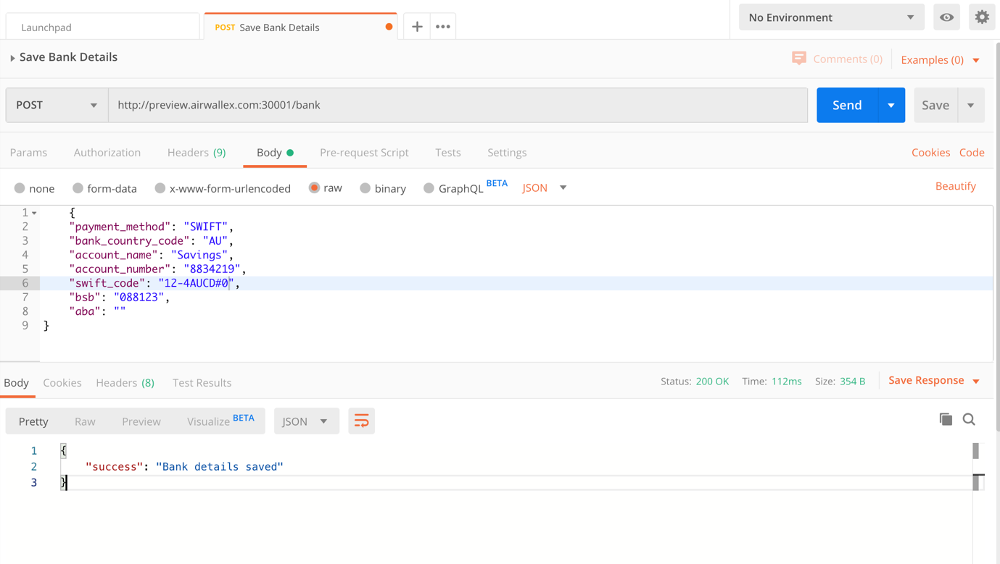 Launchpad
POST Save Bank Details
No Environment
Save Bank Details
Comments (0)
Examples (0)
POST
http://preview.airwallex.com:30001/bank
Send
Save
Params
Authorization
Headers (9)
Body
Pre-request Script
Tests
Settings
Cookies
Code
none
form-data
x-www-form-urlencoded
raw
binary
GraphQL BETA
JSON
Beautify
1 {
2 "payment_method": "SWIFT",
3 "bank_country_code": "AU",
4 "account_name": "Savings",
5 "account_number": "8834219",
6 "swift_code": "12-4AUCD#0",
7 "bsb": "088123",
8 "aba": ""
9 }
Body
Cookies
Headers (8)
Test Results
Status: 200 OK
Time: 112ms
Size: 354 B
Save Response
Pretty
Raw
Preview
Visualize BETA
JSON
1 {
2 "success": "Bank details saved"
3 }